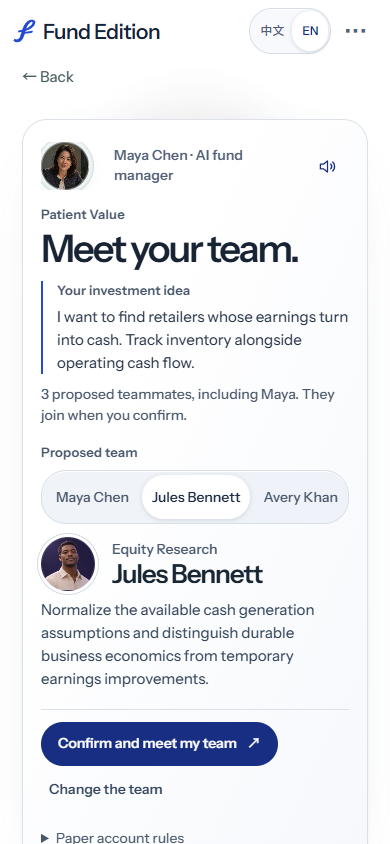 Fund Edition
中文 EN
← Back
Maya Chen · AI fund
manager
Patient Value
Meet your team.
Your investment idea
I want to find retailers whose earnings turn
into cash. Track inventory alongside
operating cash flow.
3 proposed teammates, including Maya. They
join when you confirm.
Proposed team
Maya Chen Jules Bennett Avery Khan
Equity Research
Jules Bennett
Normalize the available cash generation
assumptions and distinguish durable
business economics from temporary
earnings improvements.
Confirm and meet my team ↗
Change the team
▶ Paper account rules